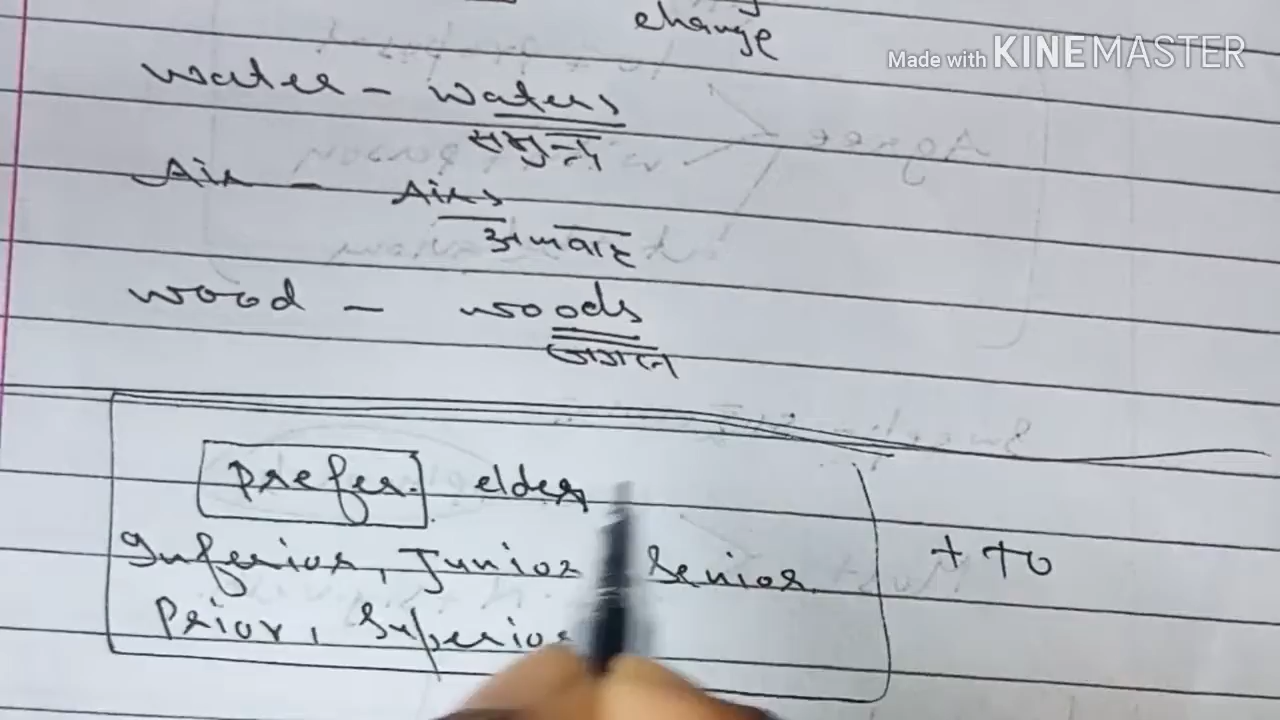 change
Made with KINEMASTER
water - waters
समुन्द्र
Air - Airs
wood - woods
जंगल
prefer. elder
Inferior, Junior Senior
Prior, Superior
+ to
Agree